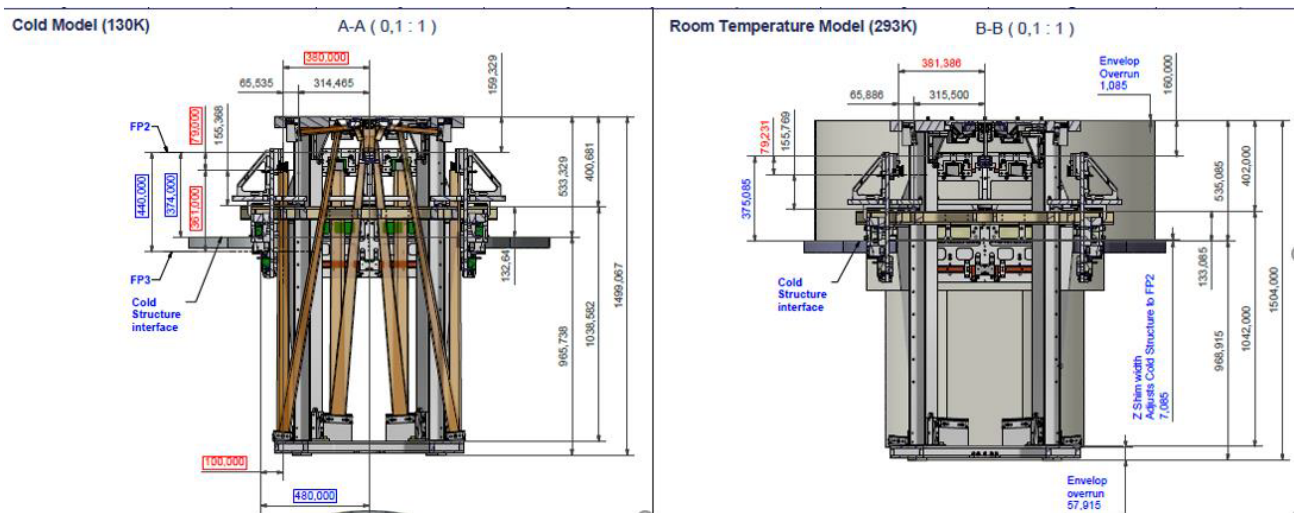 Cold Model (130K)
A-A ( 0,1 : 1 )
380,000
65,535
314,465
159,329
FP2
79,000
155,368
440,000
374,000
361,000
FP3
Cold
Structure
interface
132,64
533,329
400,681
965,738
1038,582
1499,067
100,000
480,000
Room Temperature Model (293K)
B-B ( 0,1 : 1 )
381,386
65,886
315,500
Envelop
Overrun
1,085
160,000
79,231
155,769
375,085
Cold
Structure
interface
535,085
402,000
133,085
1504,000
Z Shim width
Adjusts Cold Structure to FP2
7,085
968,915
1042,000
Envelop
overrun
57,915